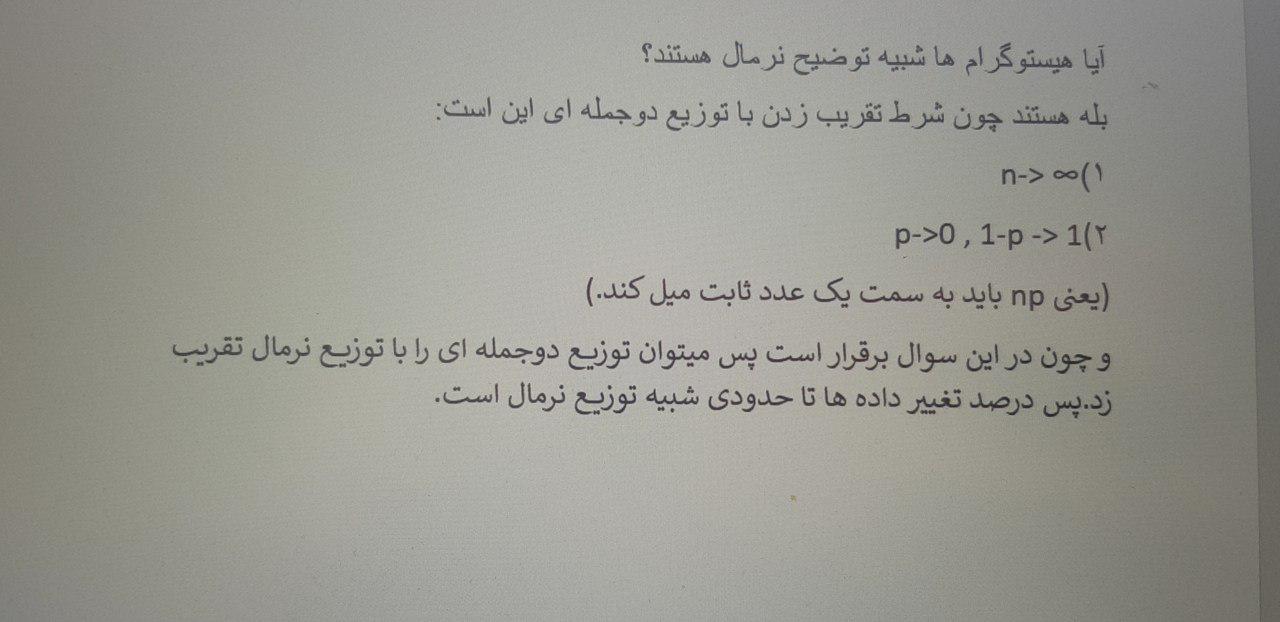 آیا هیستوگرام ها شبیه توضیح نرمال هستند؟
بله هستند چون شرط تقریب زدن با توزیع دوجمله ای این است:
۱)n-> ∞
۲)p->0 , 1-p -> 1
(یعنی np باید به سمت یک عدد ثابت میل کند.)
و چون در این سوال برقرار است پس میتوان توزیع دوجمله ای را با توزیع نرمال تقریب
زد.پس درصد تغییر داده ها تا حدودی شبیه توزیع نرمال است.